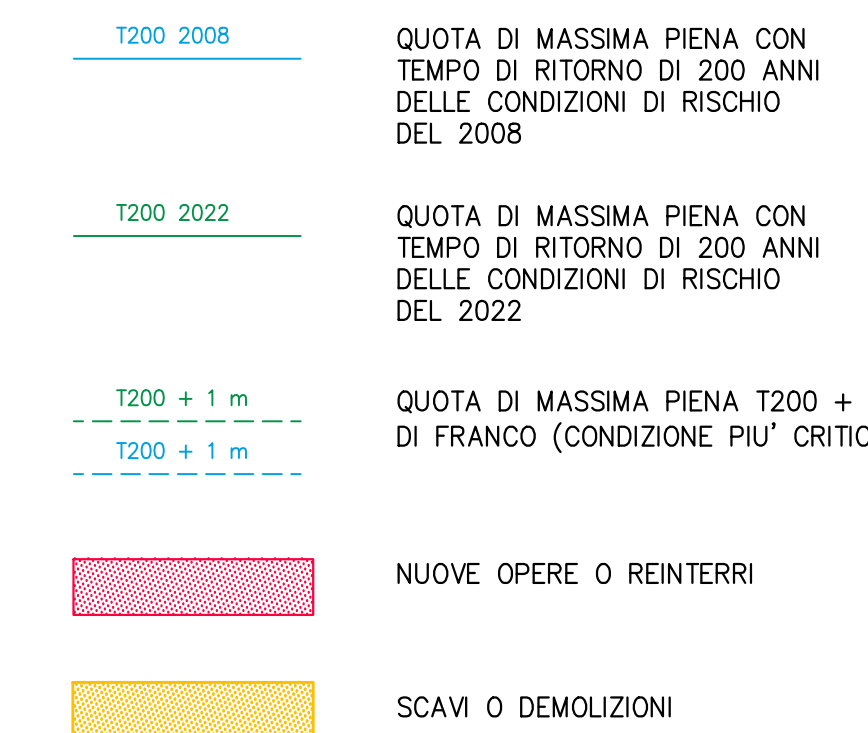 T200 2008
QUOTA DI MASSIMA PIENA CON
TEMPO DI RITORNO DI 200 ANNI
DELLE CONDIZIONI DI RISCHIO
DEL 2008
T200 2022
QUOTA DI MASSIMA PIENA CON
TEMPO DI RITORNO DI 200 ANNI
DELLE CONDIZIONI DI RISCHIO
DEL 2022
T200 + 1 m
T200 + 1 m
QUOTA DI MASSIMA PIENA T200 +
DI FRANCO (CONDIZIONE PIU'
NUOVE OPERE O REINTERRI
SCAVI O DEMOLIZIONI